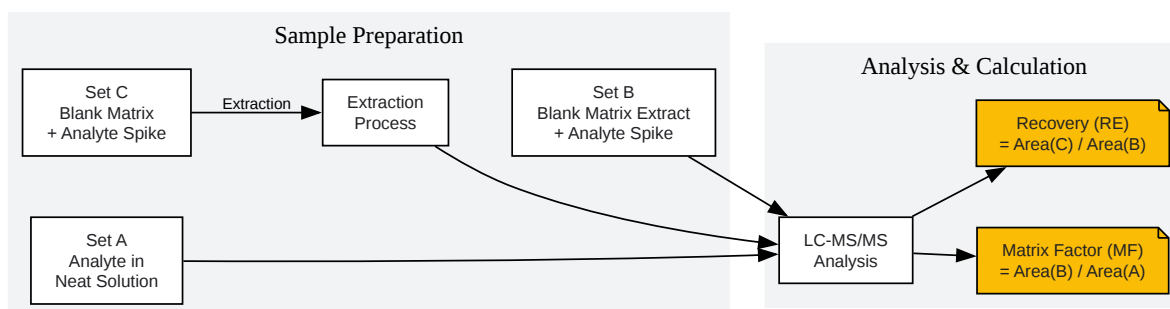 Sample Preparation
Set C
Blank Matrix
+ Analyte Spike
Extraction
Extraction
Process
Set B
Blank Matrix Extract
+ Analyte Spike
Set A
Analyte in
Neat Solution
Analysis & Calculation
LC-MS/MS
Analysis
Recovery (RE)
= Area(C) / Area(B)
Matrix Factor (MF)
= Area(B) / Area(A)